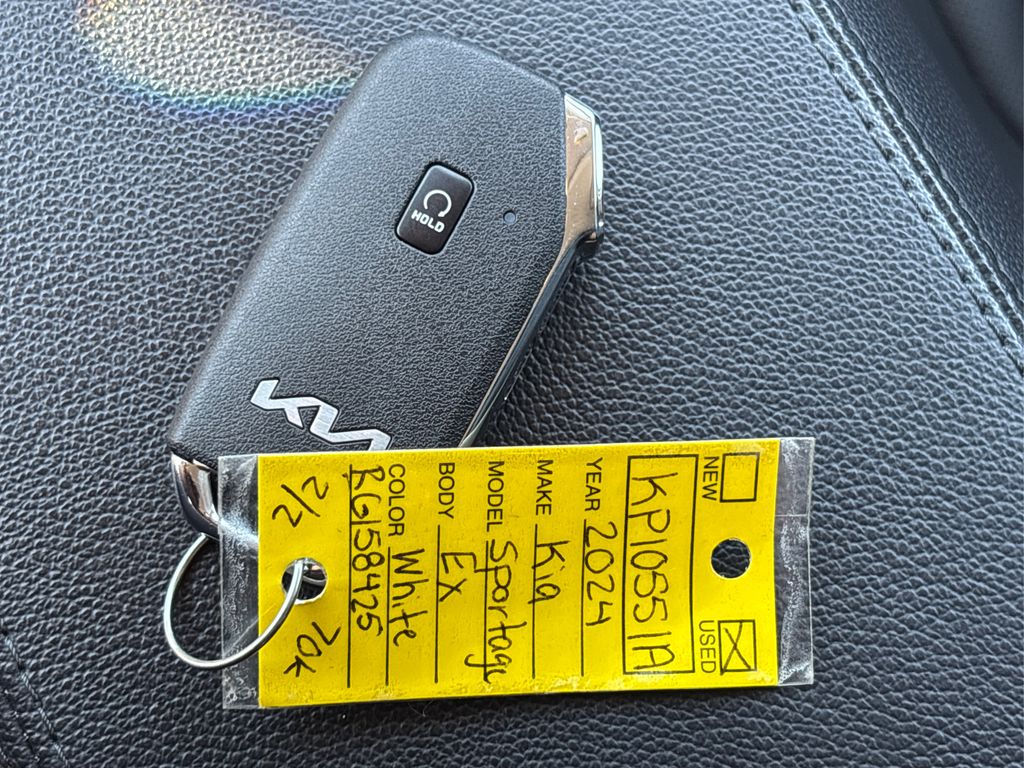 HOLD
KIA
NEW USED
KP10551A
YEAR 2024
MAKE Kia
MODEL Sportage
BODY EX
COLOR White
RG158425
2/2 70k